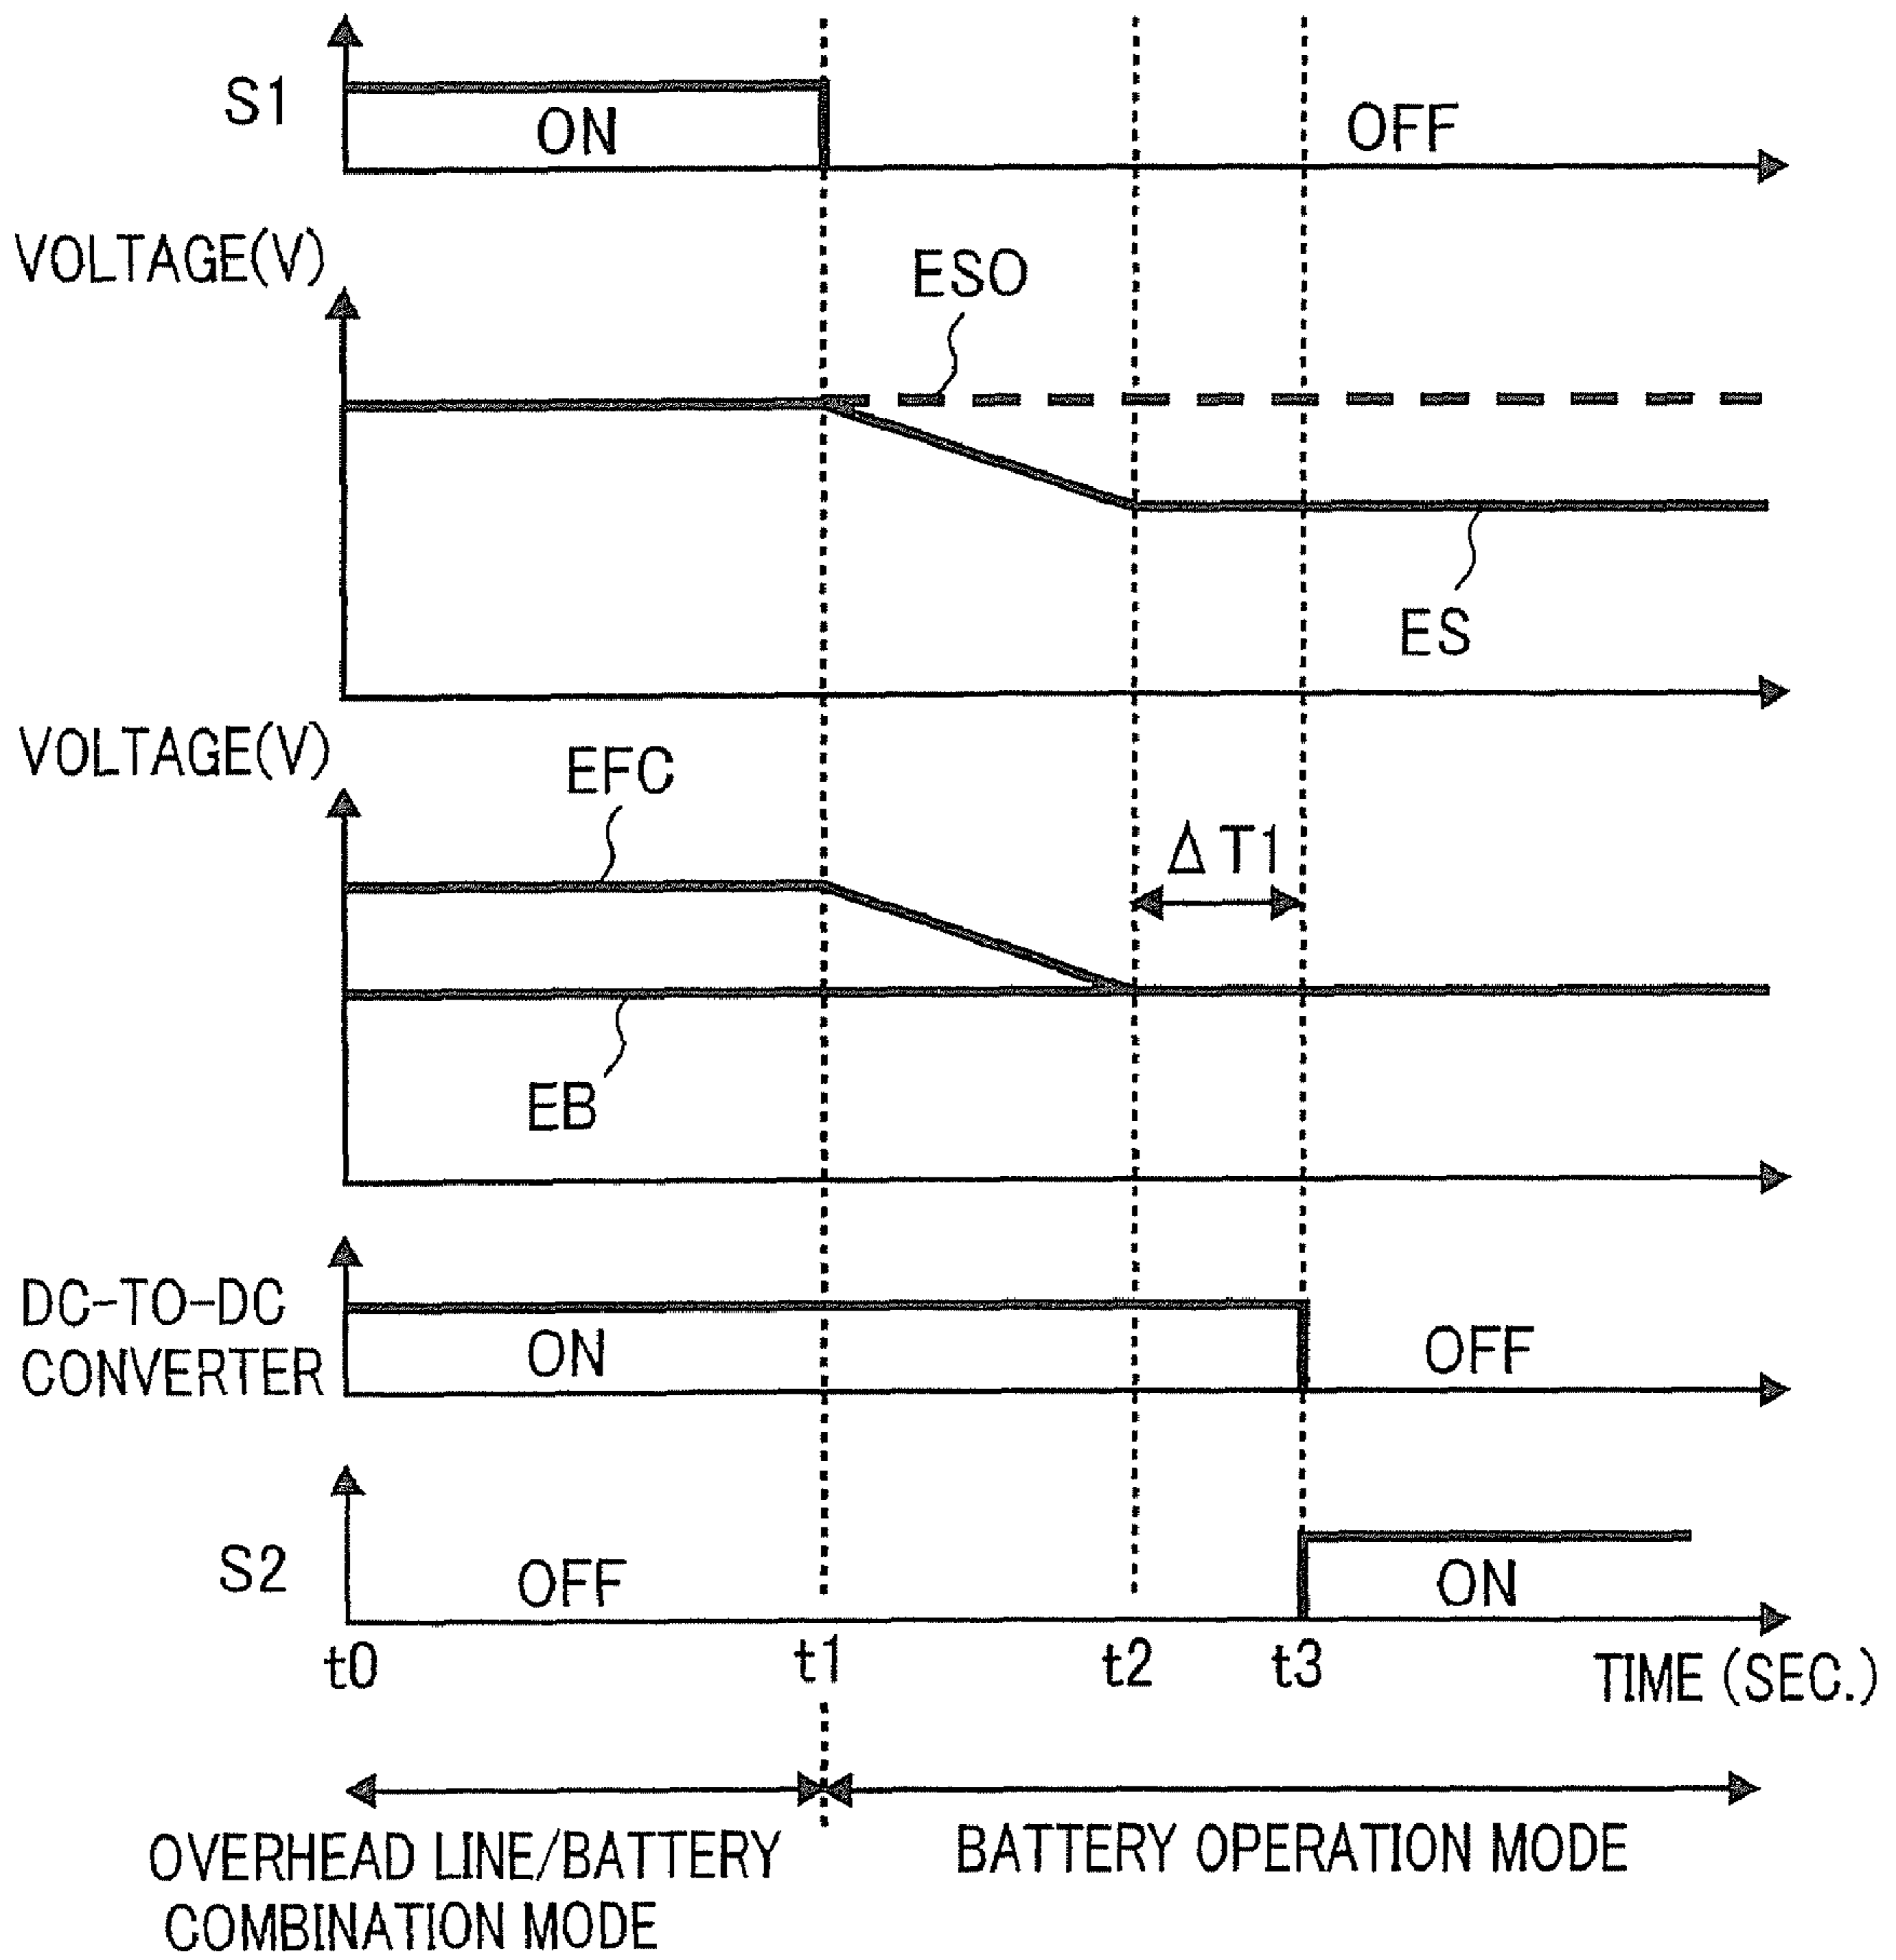 S1
ON
OFF
VOLTAGE(V)
ESO
ES
VOLTAGE(V)
EFC
Δ T1
EB
DC-TO-DC
CONVERTER
ON
OFF
S2
OFF
ON
t0
t1
t2
t3
TIME (SEC.)
OVERHEAD LINE/BATTERY
COMBINATION MODE
BATTERY OPERATION MODE